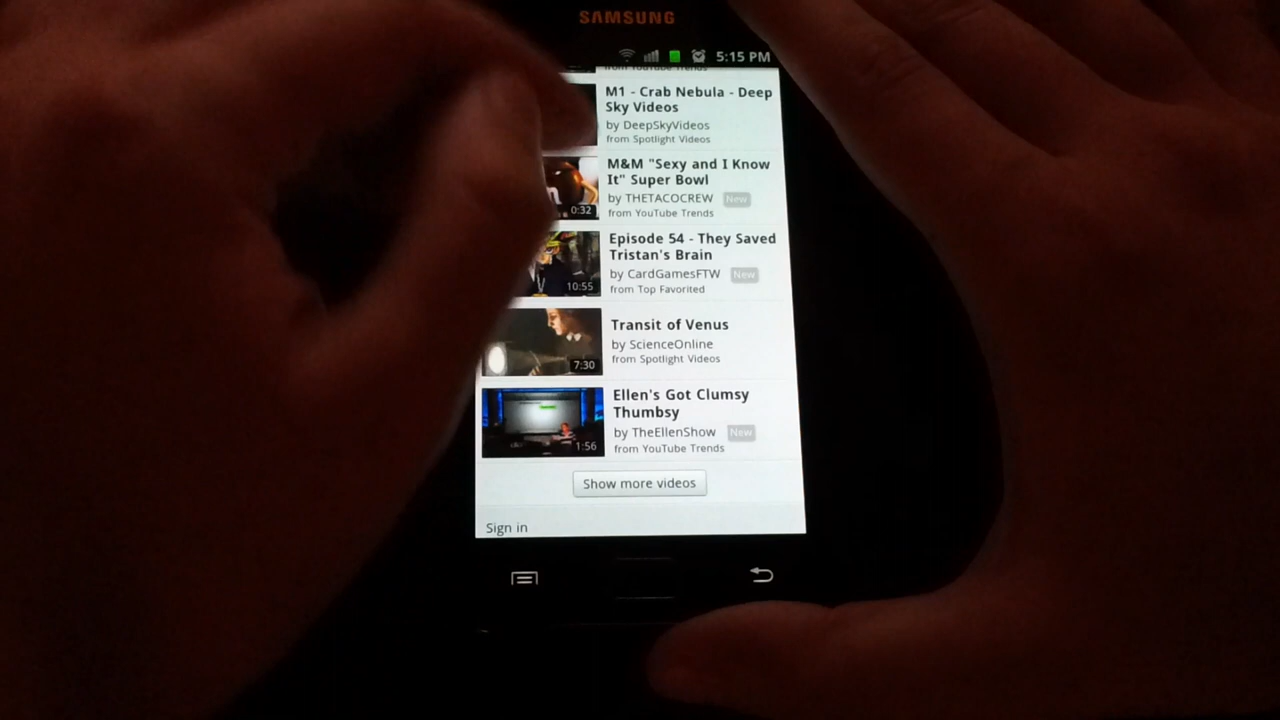 SAMSUNG
5:15 PM
from YouTube Trends
M1 - Crab Nebula - Deep
Sky Videos
by DeepSkyVideos
from Spotlight Videos
M&M "Sexy and I Know
It" Super Bowl
by THETACOCREW New
from YouTube Trends
0:32
Episode 54 - They Saved
Tristan's Brain
by CardGamesFTW New
from Top Favorited
10:55
Transit of Venus
by ScienceOnline
from Spotlight Videos
7:30
Ellen's Got Clumsy
Thumbsy
by TheEllenShow New
from YouTube Trends
1:56
Show more videos
Sign in